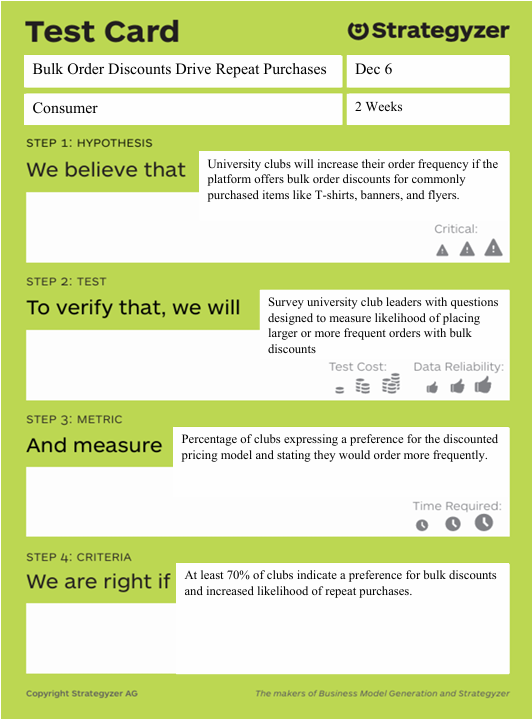 Test Card
Strategyzer
Bulk Order Discounts Drive Repeat Purchases
Dec 6
Consumer
2 Weeks
STEP 1: HYPOTHESIS
We believe that
University clubs will increase their order frequency if the
platform offers bulk order discounts for commonly
purchased items like T-shirts, banners, and flyers.
Critical:
STEP 2: TEST
To verify that, we will
Survey university club leaders with questions
designed to measure likelihood of placing
larger or more frequent orders with bulk
discounts
Test Cost:
Data Reliability:
STEP 3: METRIC
And measure
Percentage of clubs expressing a preference for the discounted
pricing model and stating they would order more frequently.
Time Required:
STEP 4: CRITERIA
We are right if
At least 70% of clubs indicate a preference for bulk discounts
and increased likelihood of repeat purchases.
Copyright Strategyzer AG
The makers of Business Model Generation and Strategyzer